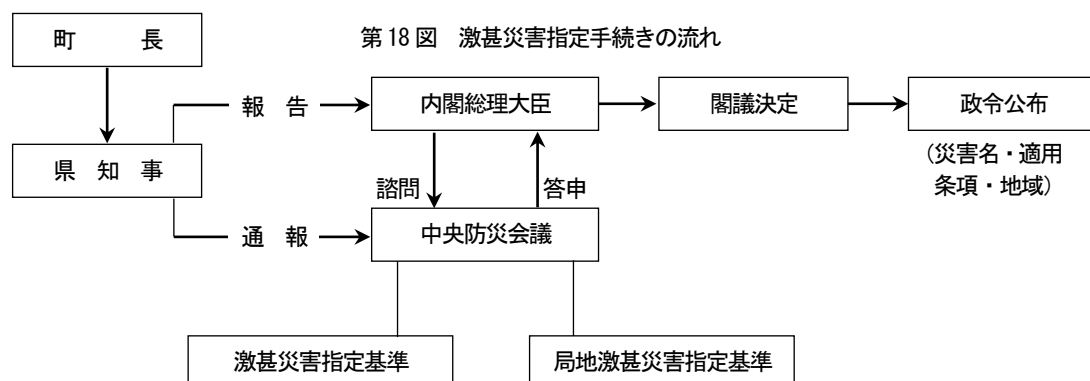 第18図 激甚災害指定手続きの流れ
町 長
県 知 事
報 告
通 報
内閣総理大臣
閣議決定
政令公布
（災害名・適用
条項・地域）
諮問
答申
中央防災会議
激甚災害指定基準
局地激甚災害指定基準